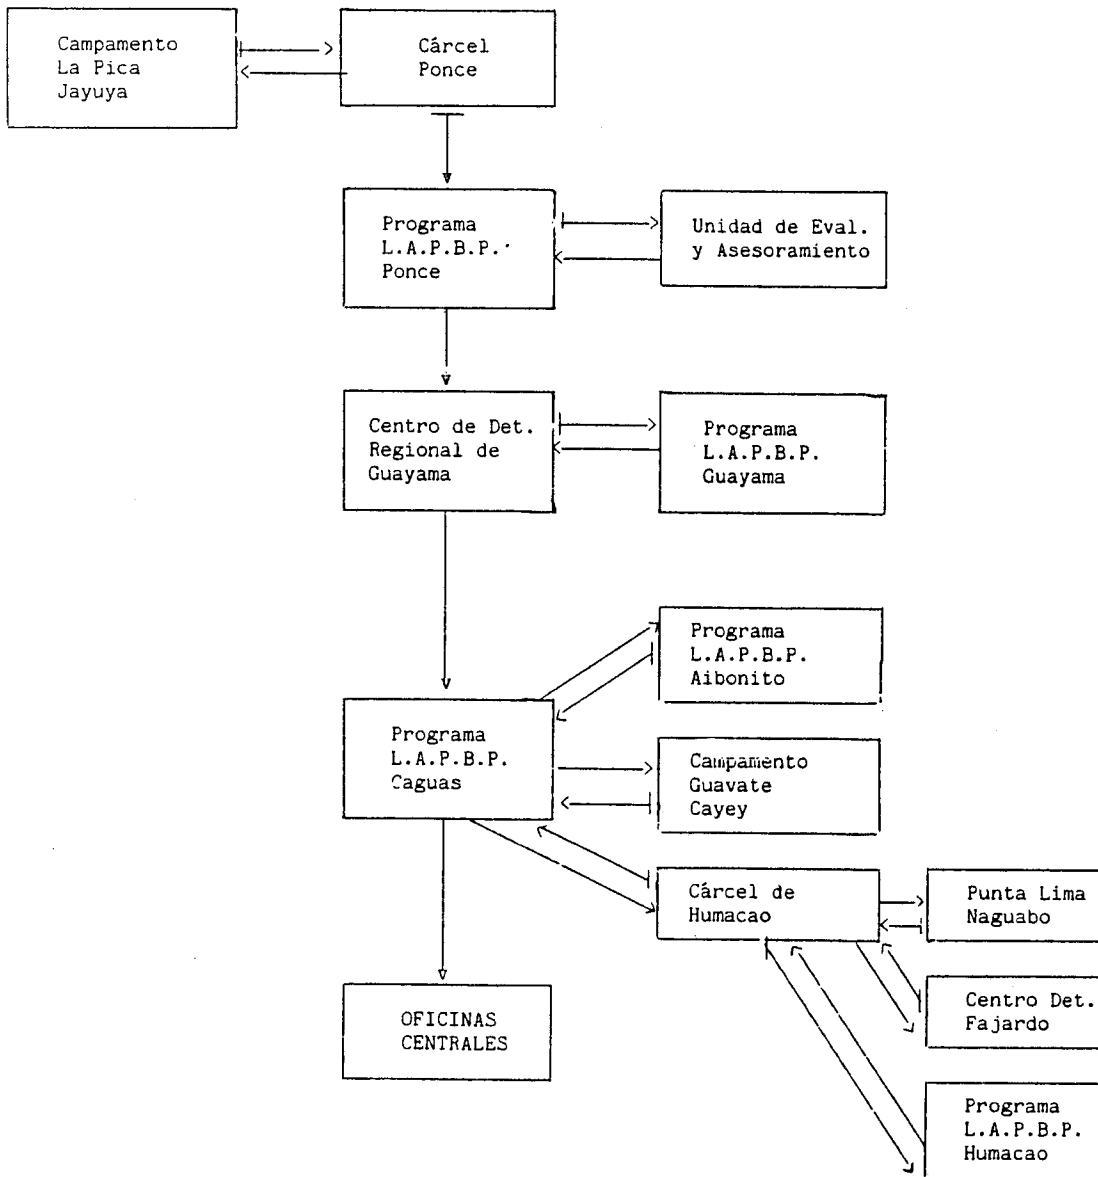 Campamento
La Pica
Jayuya
Cárcel
Ponce
Programa
L.A.P.B.P.
Ponce
Unidad de Eval.
y Asesoramiento
Centro de Det.
Regional de
Guayama
Programa
L.A.P.B.P.
Guayama
Programa
L.A.P.B.P.
Aibonito
Programa
L.A.P.B.P.
Caguas
Campamento
Guavate
Cayey
Cárcel de
Humacao
Punta Lima
Naguabo
Centro Det.
Fajardo
OFICINAS
CENTRALES
Programa
L.A.P.B.P.
Humacao